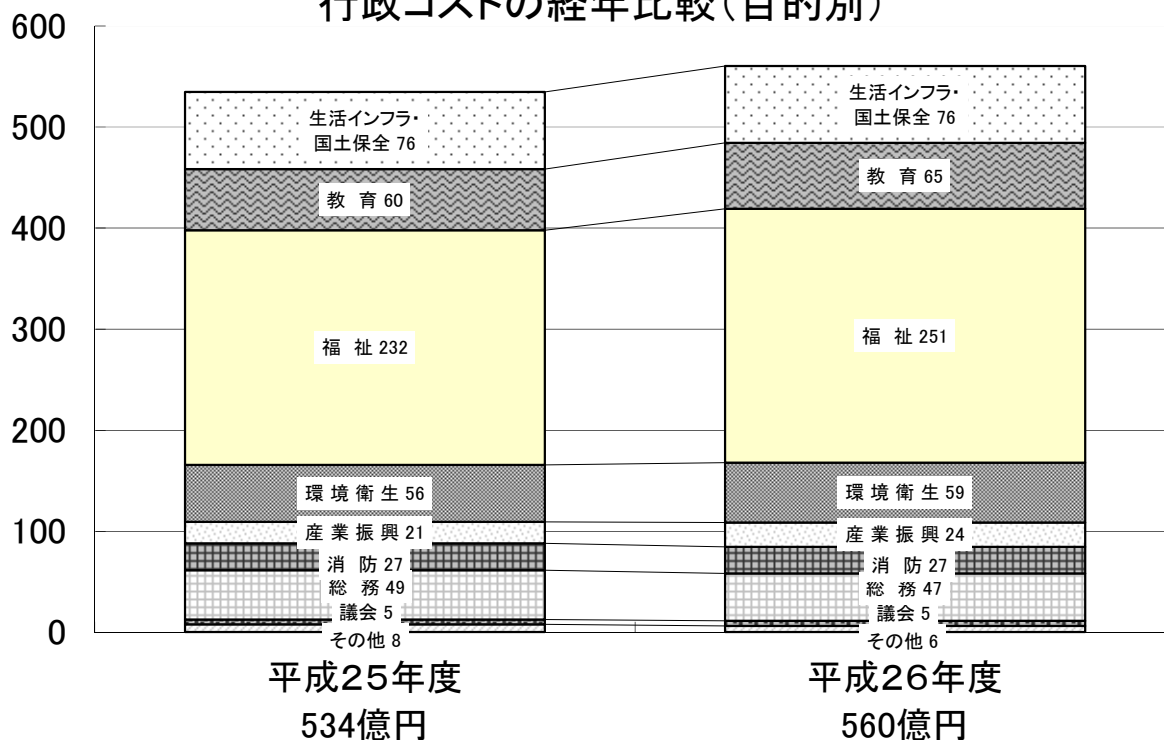 行政コストの経年比較(目的別)
600
500
400
300
200
100
0
生活インフラ・
国土保全 76
教 育 60
福 祉 232
環 境 衛 生 56
産 業 振 興 21
消 防 27
総 務 49
議会 5
その他 8
生活インフラ・
国土保全 76
教 育 65
福 祉 251
環 境 衛 生 59
産 業 振 興 24
消 防 27
総 務 47
議会 5
その他 6
平成25年度
534億円
平成26年度
560億円